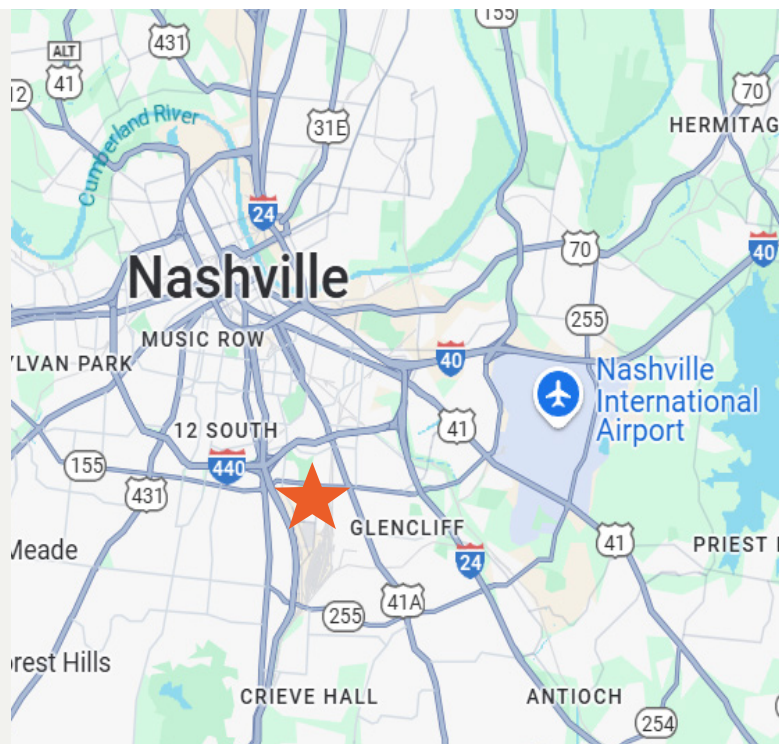 155
431
ALT
41
12
70
31E
HERMITAG
Cumberland River
24
70
40
Nashville
255
MUSIC ROW
YLVAN PARK
40
Nashville
International
Airport
12 SOUTH
41
155
440
431
GLENCLIFF
Meade
24
41
PRIEST
41A
255
rest Hills
CRIEVE HALL
ANTIOCH
254